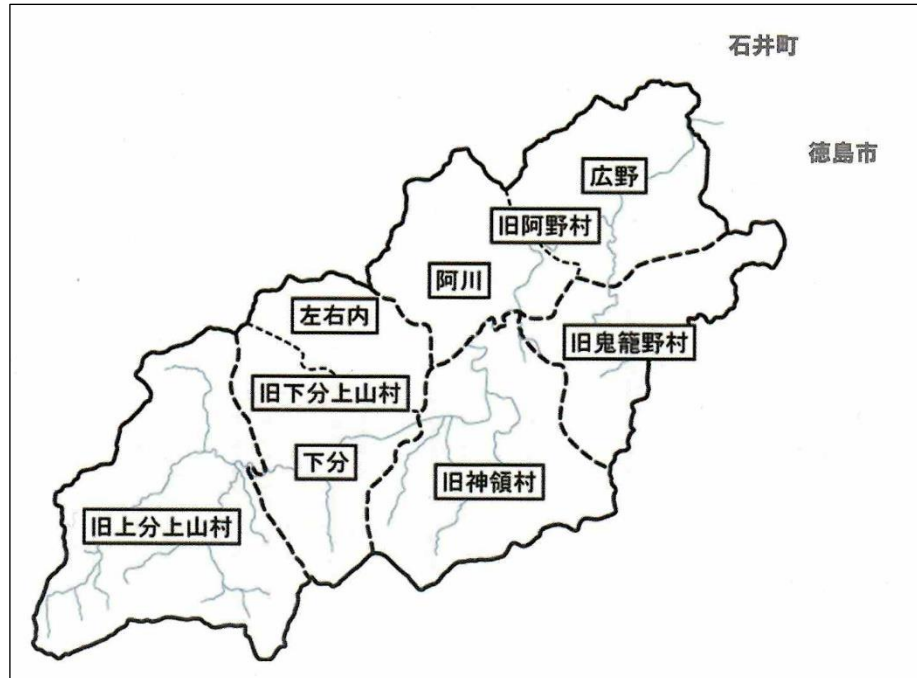 石井町
徳島市
広野
旧阿野村
阿川
左右内
旧鬼籠野村
旧下分上山村
下分
旧神領村
旧上分上山村